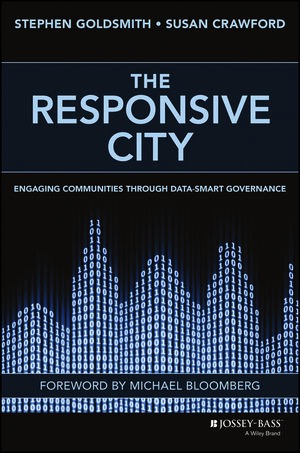 STEPHEN GOLDSMITH • SUSAN CRAWFORD
THE
RESPONSIVE
CITY
ENGAGING COMMUNITIES THROUGH DATA-SMART GOVERNANCE
FOREWORD BY MICHAEL BLOOMBERG
JOSSEY-BASS™
A Wiley Brand